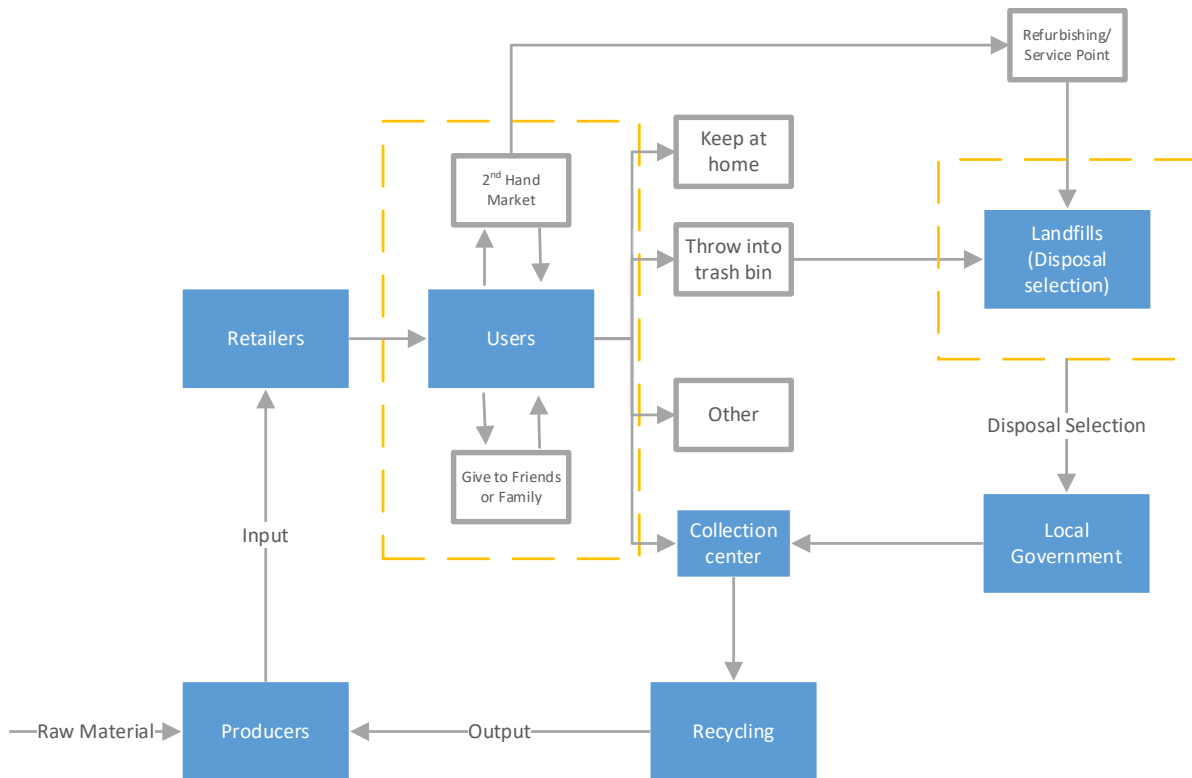 Refurbishing/
Service Point
Keep at
home
2nd Hand
Market
Landfills
(Disposal
selection)
Throw into
trash bin
Retailers
Users
Other
Disposal Selection
Give to Friends
or Family
Input
Collection
center
Local
Government
Raw Material
Producers
Output
Recycling